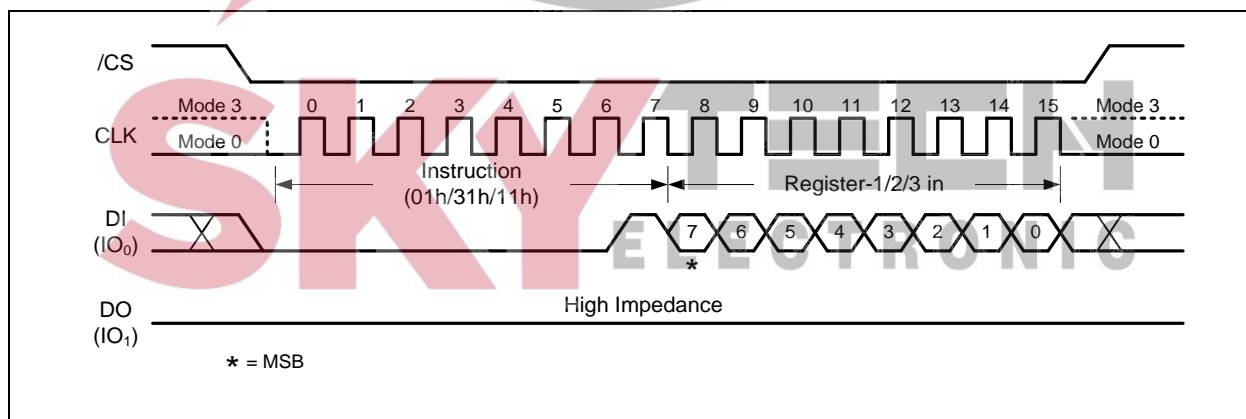 /CS
Mode 3 0 1 2 3 4 5 6 7 8 9 10 11 12 13 14 15 Mode 3
CLK
Mode 0 Mode 0
Instruction
(01h/31h/11h)
Register-1/2/3 in
DI
(IO₀)
7 6 5 4 3 2 1 0
*
High Impedance
DO
(IO₁)
* = MSB
SKYTECH
ELECTRONIC